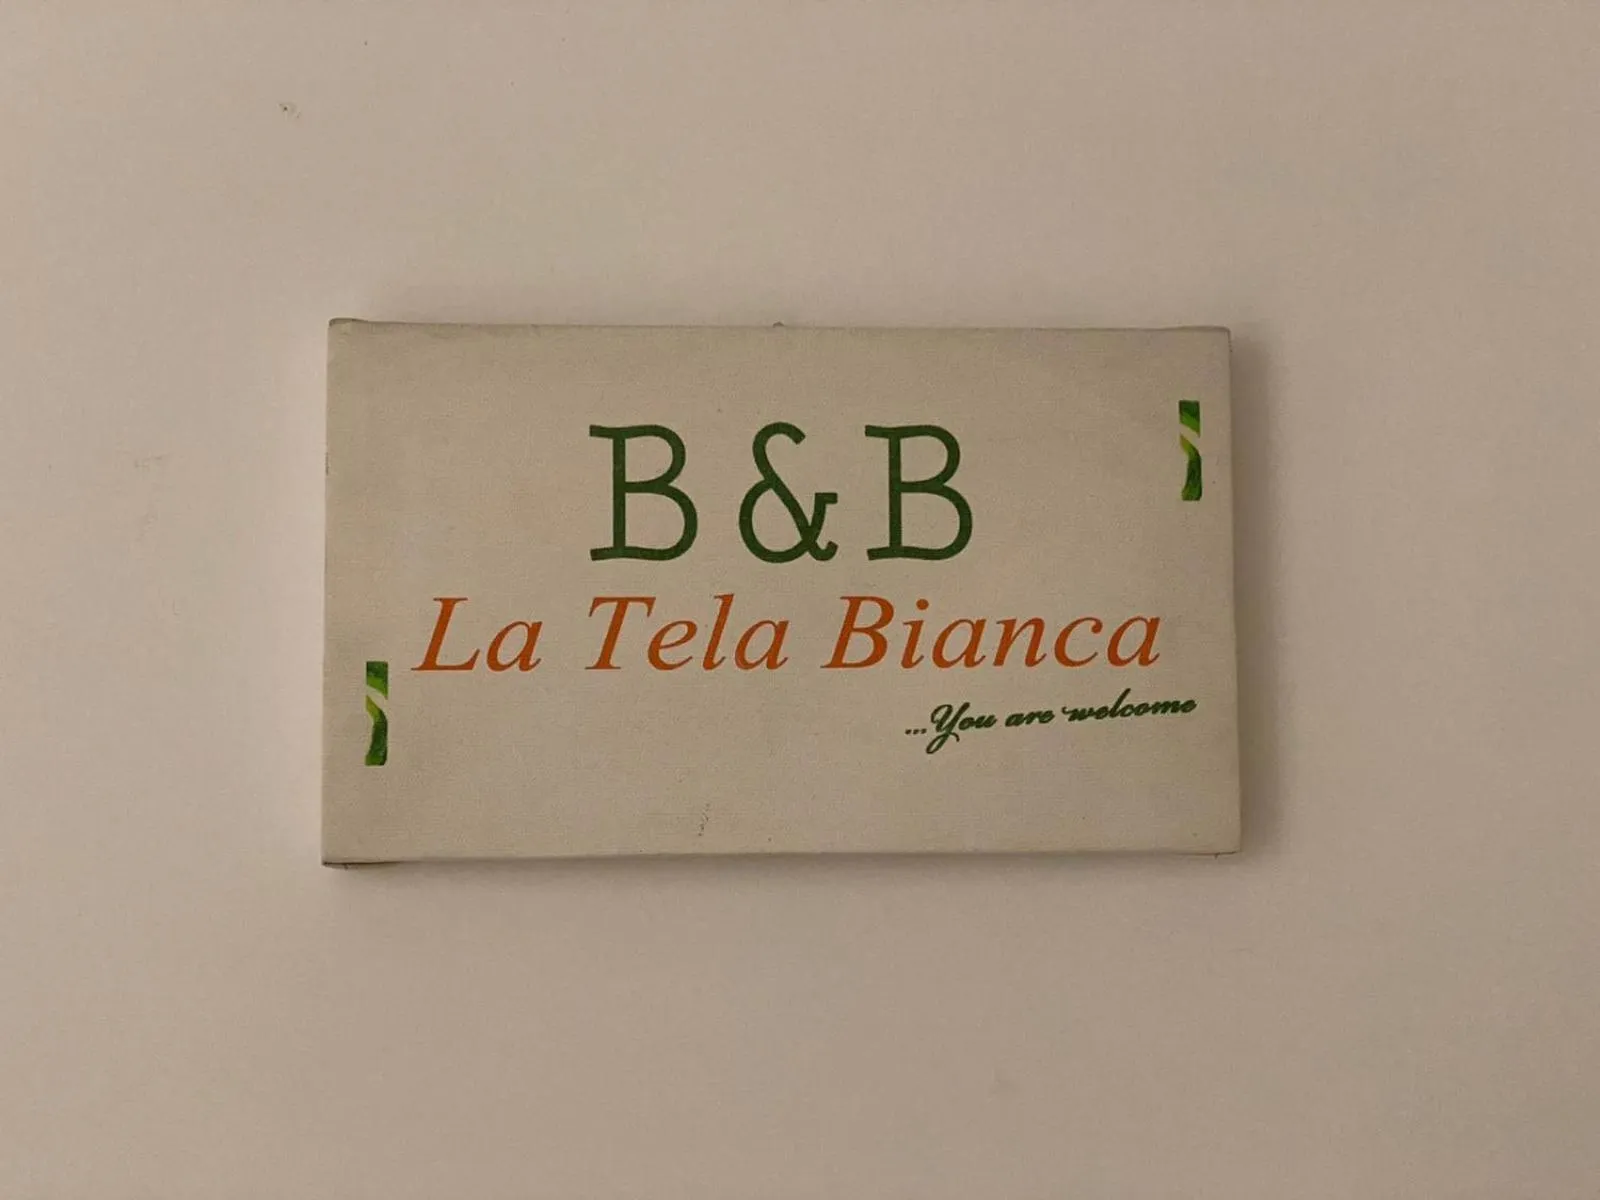 B & B
La Tela Bianca
...You are welcome